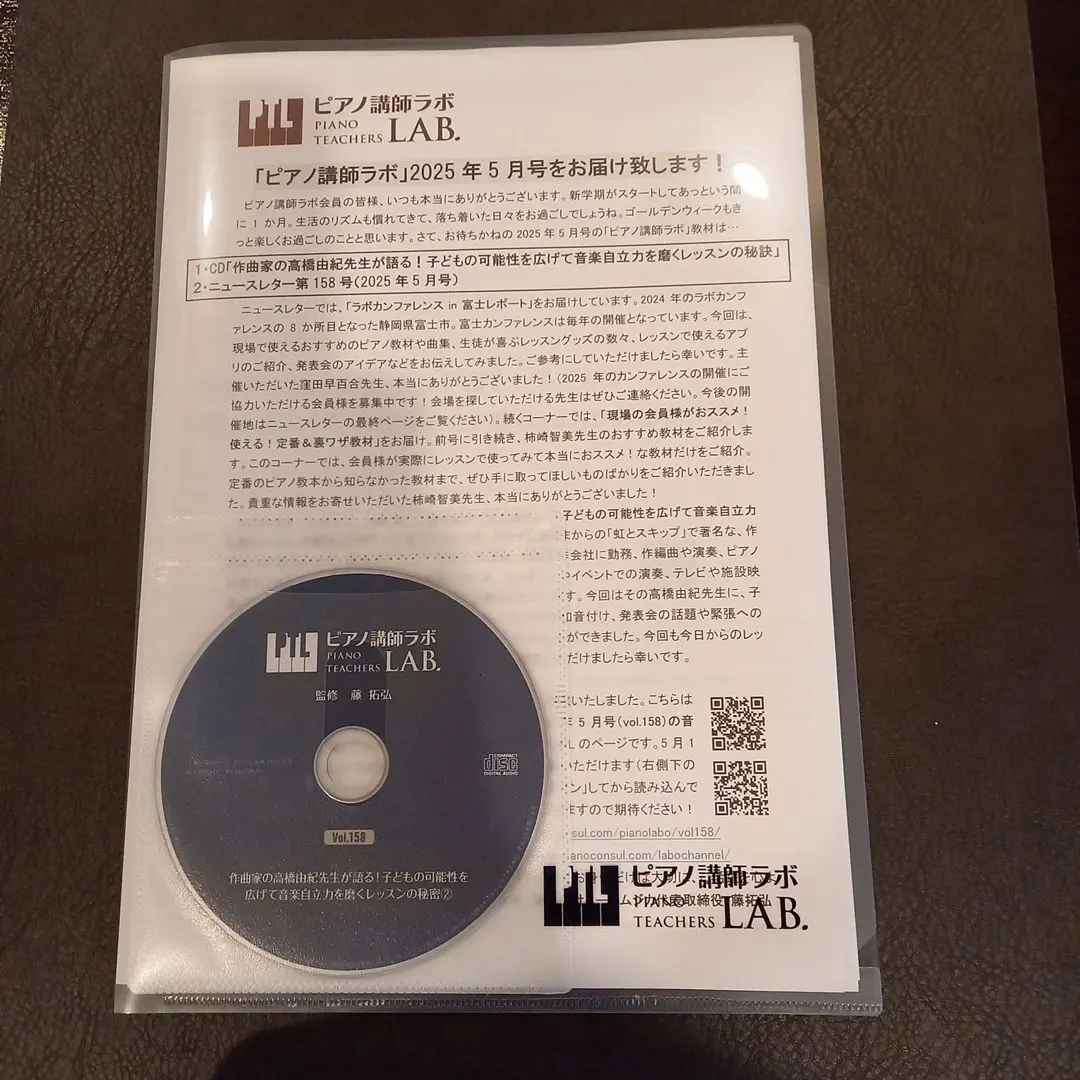 ピアノ講師ラボ
PIANO
TEACHERS LAB.
「ピアノ講師ラボ」2025年5月号をお届け致します！
ピアノ講師ラボ会員の皆様、いつも本当にありがとうございます。新学期がスタートしてあっという間
に1か月。生活のリズムも慣れてきて、落ち着いた日々をお過ごしでしょうね。ゴールデンウィークもき
っと楽しくお過ごしのことと思います。さて、お待ちかねの2025年5月号の「ピアノ講師ラボ」教材は…
1・CD「作曲家の高橋由紀先生が語る！子どもの可能性を広げて音楽自立力を磨くレッスンの秘訣」
2・ニュースレター第158号（2025年5月号）
ニュースレターでは、「ラボカンファレンス in 富士レポート」をお届けしています。2024年のラボカンフ
ァレンスの8か所目となった静岡県富士市。富士カンファレンスは毎年の開催となっています。今回は、
現場で使えるおすすめのピアノ教材や曲集、生徒が喜ぶレッスングッズの数々、レッスンで使えるアプ
リのご紹介、発表会のアイデアなどをお伝えしてみました。ご参考にしていただけましたら幸いです。主
催いただいた窪田早百合先生、本当にありがとうございました！（2025年のカンファレンスの開催にご
協力いただける会員様を募集中です！会場を探していただける先生はぜひご連絡ください。今後の開
催地はニュースレターの最終ページをご覧ください）。続くコーナーでは、「現場の会員様がおススメ！
使える！定番＆裏ワザ教材」をお届け。前号に引き続き、柿崎智美先生のおすすめ教材をご紹介しま
す。このコーナーでは、会員様が実際にレッスンで使ってみて本当におススメ！な教材だけをご紹介。
定番のピアノ教本から知らなかった教材まで、ぜひ手に取ってほしいものばかりをご紹介いただきまし
た。貴重な情報をお寄せいただいた柿崎智美先生、本当にありがとうございました！
子どもの可能性を広げて音楽自立力
まからの「虹とスキップ」で著名な、作
会社に勤務、作編曲や演奏、ピアノ
やイベントでの演奏、テレビや施設映
す。今回はその高橋由紀先生に、子
和音付け、発表会の話題や緊張への
ができました。今回も今日からのレッ
だけましたら幸いです。
いたしました。こちらは
年5月号（vol.158）の音
Lのページです。5月1
いただけます（右側下の
ン」してから読み込んで
ますので期待ください！
sul.com/pianolabo/vol158/
anoconsul.com/labochannel/
代表取締役 藤拓弘
ピアノ講師ラボ
PIANO
TEACHERS LAB.
ピアノ講師ラボ
PIANO
TEACHERS LAB.
監修 藤 拓弘
COMPACT
disc
DIGITAL AUDIO
Vol.158
作曲家の高橋由紀先生が語る！子どもの可能性を
広げて音楽自立力を磨くレッスンの秘密②